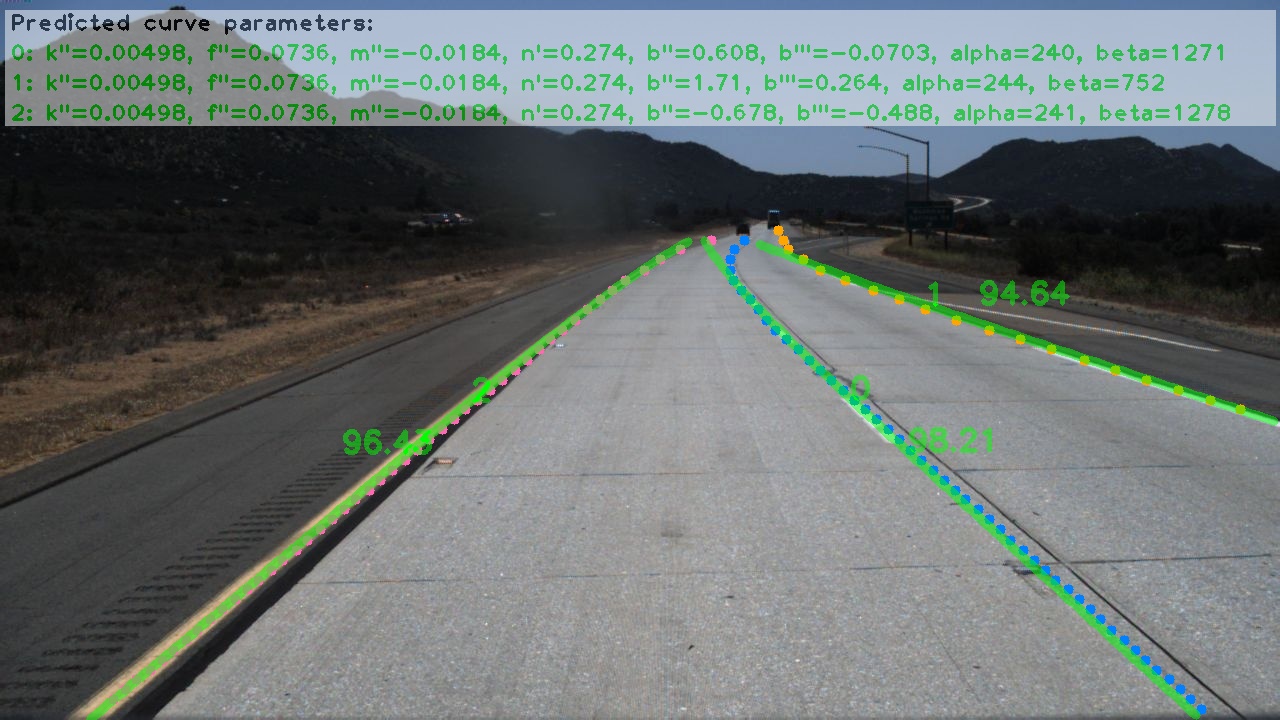 Predicted curve parameters:
0: k''=0.00498, f''=0.0736, m''=−0.0184, n'=0.274, b''=0.608, b'''=−0.0703, alpha=240, beta=1271
1: k''=0.00498, f''=0.0736, m''=−0.0184, n'=0.274, b''=1.71, b'''=0.264, alpha=244, beta=752
2: k''=0.00498, f''=0.0736, m''=−0.0184, n'=0.274, b''=−0.678, b'''=−0.488, alpha=241, beta=1278
1 94.64
2 0
96.43 98.21